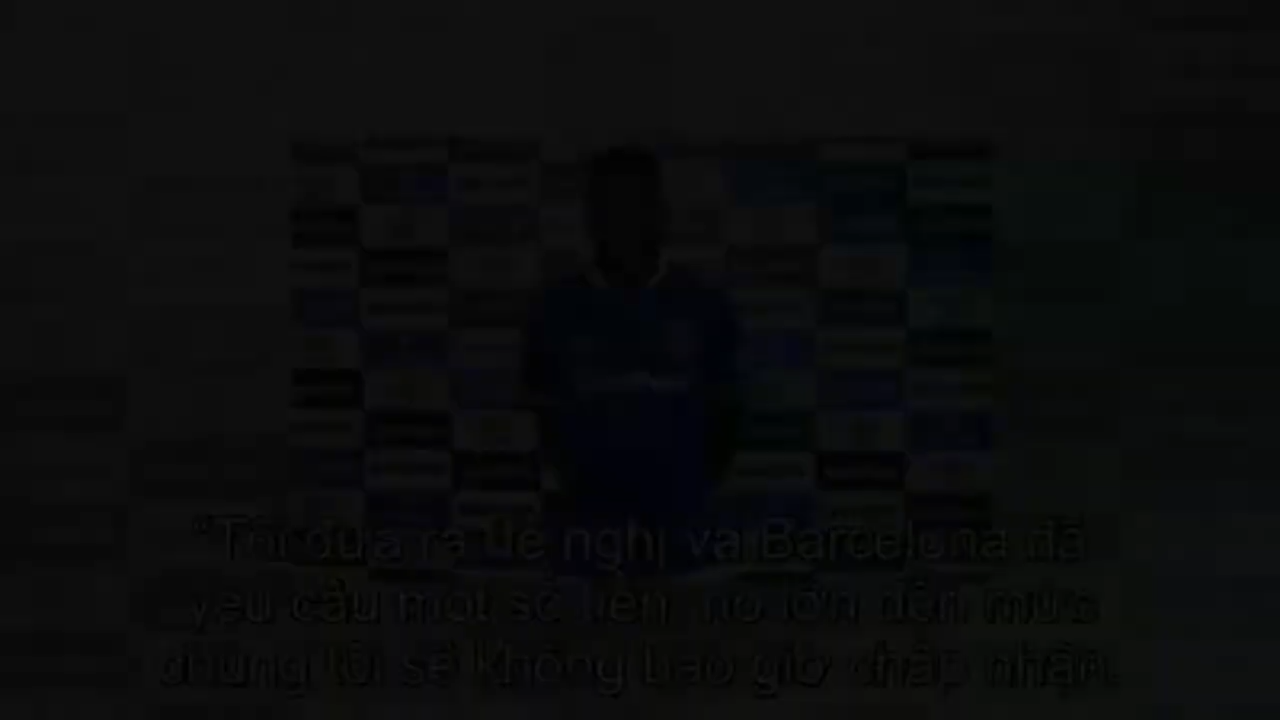 "Tôi đưa ra đề nghị và Barcelona đã
yêu cầu một số tiền, nó lớn đến mức
chúng tôi sẽ không bao giờ chấp nhận.